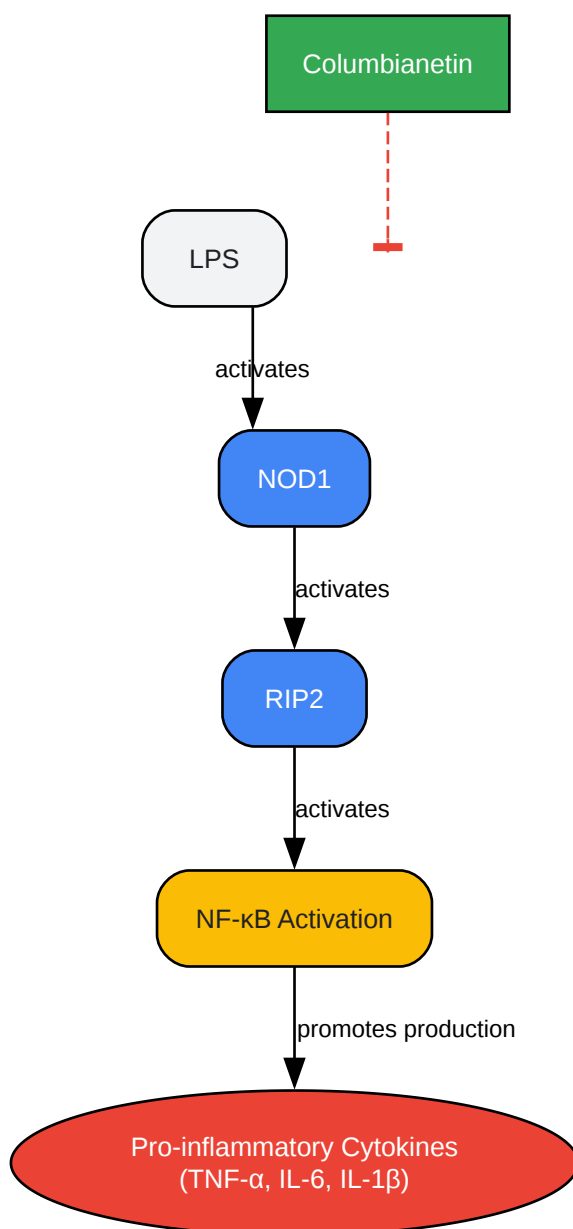 Columbianetin
LPS
activates
NOD1
activates
RIP2
activates
NF-κB Activation
promotes production
Pro-inflammatory Cytokines
(TNF-α, IL-6, IL-1β)